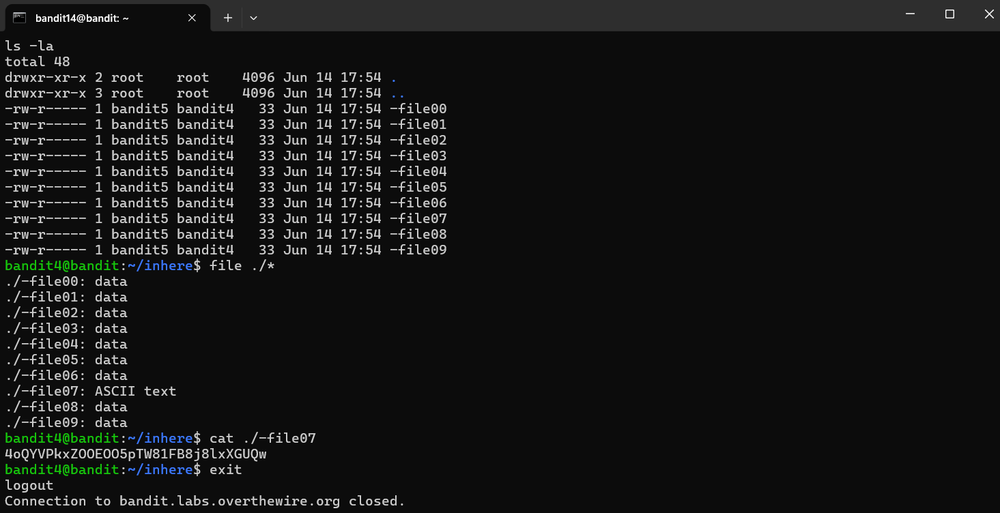 bandit14@bandit: ~
ls -la
total 48
drwxr-xr-x 2 root    root    4096 Jun 14 17:54 .
drwxr-xr-x 3 root    root    4096 Jun 14 17:54 ..
-rw-r----- 1 bandit5 bandit4   33 Jun 14 17:54 -file00
-rw-r----- 1 bandit5 bandit4   33 Jun 14 17:54 -file01
-rw-r----- 1 bandit5 bandit4   33 Jun 14 17:54 -file02
-rw-r----- 1 bandit5 bandit4   33 Jun 14 17:54 -file03
-rw-r----- 1 bandit5 bandit4   33 Jun 14 17:54 -file04
-rw-r----- 1 bandit5 bandit4   33 Jun 14 17:54 -file05
-rw-r----- 1 bandit5 bandit4   33 Jun 14 17:54 -file06
-rw-r----- 1 bandit5 bandit4   33 Jun 14 17:54 -file07
-rw-r----- 1 bandit5 bandit4   33 Jun 14 17:54 -file08
-rw-r----- 1 bandit5 bandit4   33 Jun 14 17:54 -file09
bandit4@bandit:~/inhere$ file ./*
./-file00: data
./-file01: data
./-file02: data
./-file03: data
./-file04: data
./-file05: data
./-file06: data
./-file07: ASCII text
./-file08: data
./-file09: data
bandit4@bandit:~/inhere$ cat ./-file07
4oQYVPkxZOOEOO5pTW81FB8j8lxXGUQw
bandit4@bandit:~/inhere$ exit
logout
Connection to bandit.labs.overthewire.org closed.